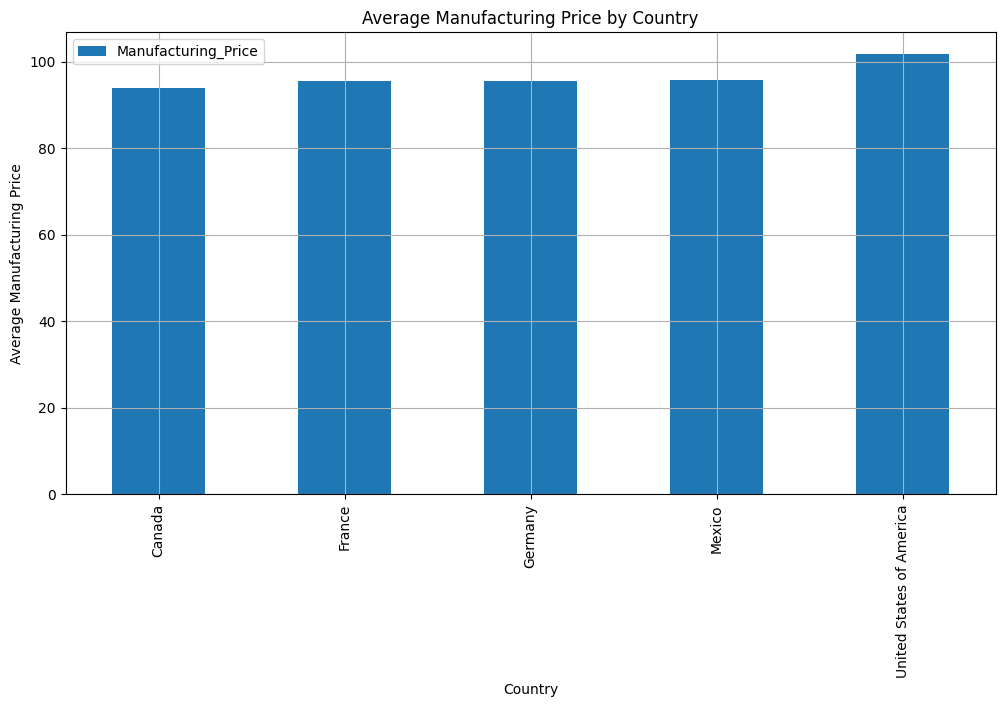 Average Manufacturing Price by Country
Manufacturing_Price
Average Manufacturing Price
100
80
60
40
20
0
Canada
France
Germany
Mexico
United States of America
Country